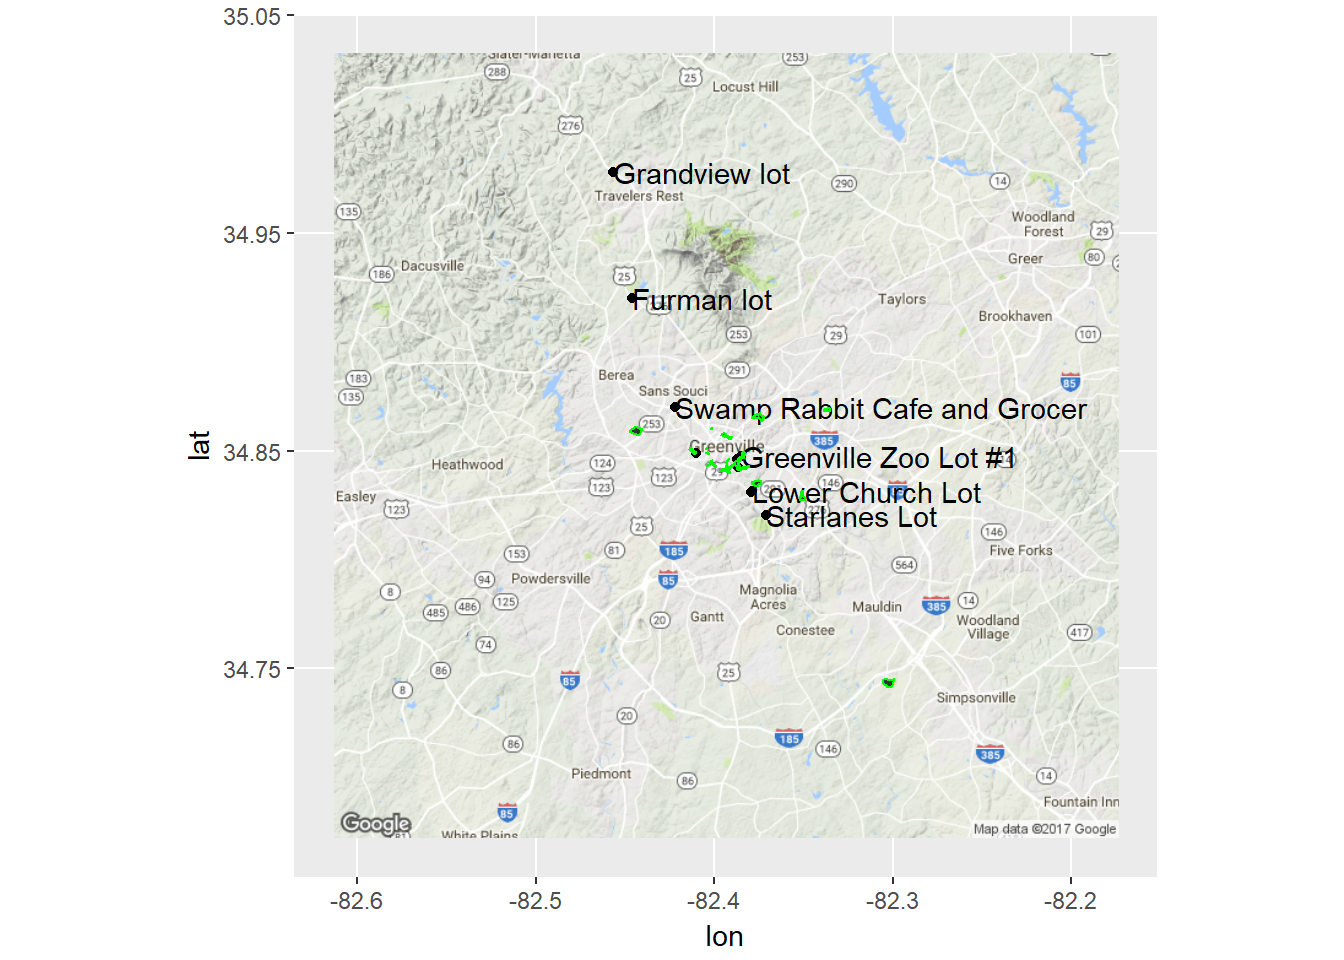 35.05
Slater-Marietta
253
288
25
Locust Hill
276
Grandview lot
14
290
Travelers Rest
135
Woodland
Forest
34.95
29
80
Greer
Dacusville
186
25
Furman lot
Taylors
Brookhaven
253
29
101
291
Berea
183
85
Sans Souci
135
Swamp Rabbit Cafe and Grocer
253
385
Greenville
34.85
lat
Greenville Zoo Lot #1
Heathwood
124
123
123
146
Easley
Lower Church Lot
123
Starlanes Lot
25
146
185
81
153
Five Forks
564
94
Powdersville
85
8
Magnolia
Acres
125
486
485
Mauldin
385
14
20
Gantt
Woodland
Village
Conestee
417
74
34.75
86
25
85
8
Simpsonville
20
185
86
146
385
Piedmont
86
14
Fountain Inn
85
Google
Map data ©2017 Google
White Plains
-82.6
-82.5
-82.4
-82.3
-82.2
lon